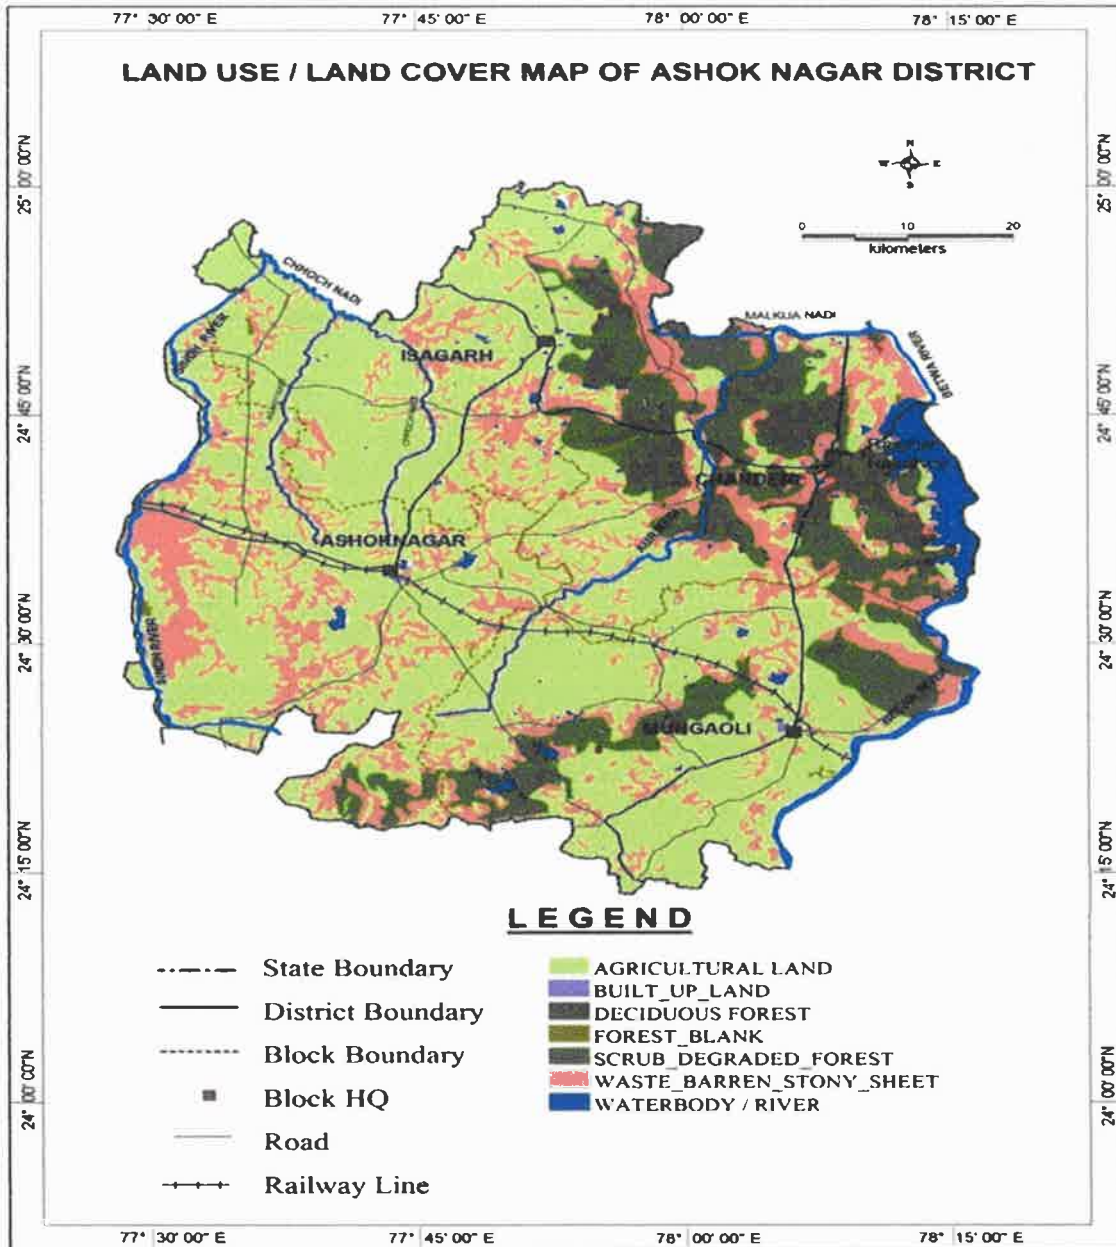 77° 30' 00" E 77° 45' 00" E 78° 00' 00" E 78° 15' 00" E
LAND USE / LAND COVER MAP OF ASHOK NAGAR DISTRICT
N
W E
S
0 10 20
kilometers
25° 00' 00"N
25° 00' 00"N
CHHOCH NADI
MALKUA NADI
RIVER
BETWA RIVER
ISAGARH
24° 45' 00"N
24° 45' 00"N
CHANDERI
ASHOKNAGAR
24° 30' 00"N
24° 30' 00"N
RIVER
MUNGAOLI
24° 15' 00"N
24° 15' 00"N
LEGEND
State Boundary
District Boundary
Block Boundary
Block HQ
Road
Railway Line
AGRICULTURAL LAND
BUILT_UP_LAND
DECIDUOUS FOREST
FOREST_BLANK
SCRUB_DEGRADED_FOREST
WASTE_BARREN_STONY_SHEET
WATERBODY / RIVER
24° 00' 00"N
24° 00' 00"N
77° 30' 00" E 77° 45' 00" E 78° 00' 00" E 78° 15' 00" E